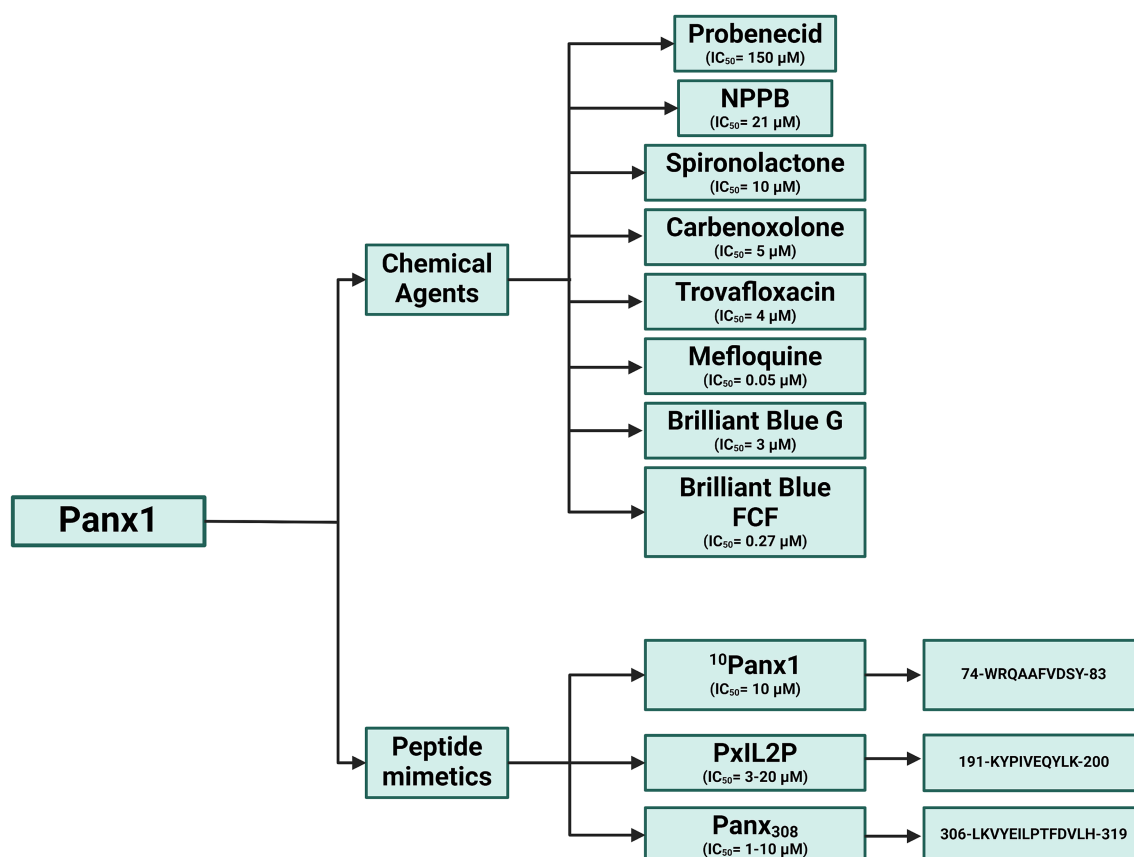 Probenecid
(IC₅₀= 150 µM)
NPPB
(IC₅₀= 21 µM)
Spironolactone
(IC₅₀= 10 µM)
Carbenoxolone
(IC₅₀= 5 µM)
Chemical
Agents
Trovafloxacin
(IC₅₀= 4 µM)
Mefloquine
(IC₅₀= 0.05 µM)
Brilliant Blue G
(IC₅₀= 3 µM)
Brilliant Blue
FCF
(IC₅₀= 0.27 µM)
Panx1
¹⁰Panx1
(IC₅₀= 10 µM)
74-WRQAAFVDSY-83
Peptide
mimetics
PxIL2P
(IC₅₀= 3-20 µM)
191-KYPIVEQYLK-200
Panx₃₀₈
(IC₅₀= 1-10 µM)
306-LKVYEILPTFDVLH-319